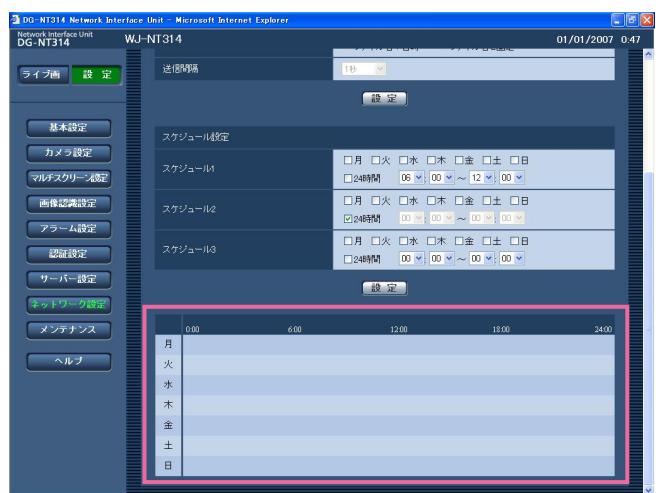 DG-NT314 Network Interface Unit - Microsoft Internet Explorer
Network Interface Unit
DG-NT314
WJ-NT314
01/01/2007 0:47
ライブ画
設 定
送信間隔
1秒
設 定
基本設定
カメラ設定
マルチスクリーン設定
画像認識設定
アラーム設定
認証設定
サーバー設定
ネットワーク設定
メンテナンス
ヘルプ
スケジュール設定
スケジュール1
月 火 水 木 金 土 日
24時間 06 : 00 ~ 12 : 00
スケジュール2
月 火 水 木 金 土 日
24時間 00 : 00 ~ 00 : 00
スケジュール3
月 火 水 木 金 土 日
24時間 00 : 00 ~ 00 : 00
設 定
0:00 6:00 12:00 18:00 24:00
月
火
水
木
金
土
日